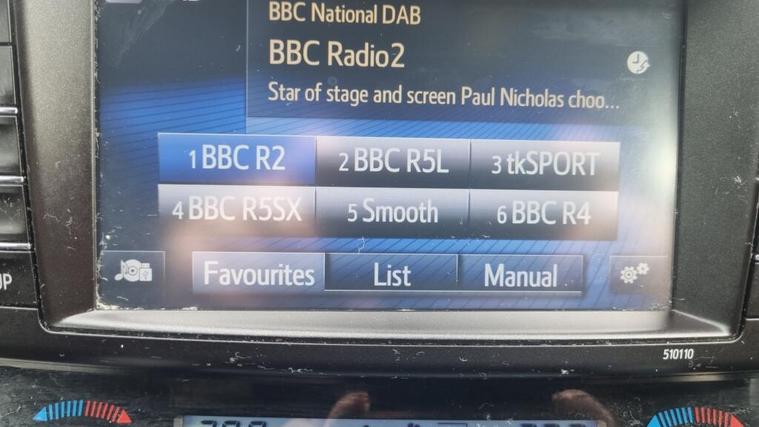 BBC National DAB
BBC Radio2
Star of stage and screen Paul Nicholas choo...
1 BBC R2 2 BBC R5L 3 tkSPORT
4 BBC R5SX 5 Smooth 6 BBC R4
Favourites List Manual
UP
510110